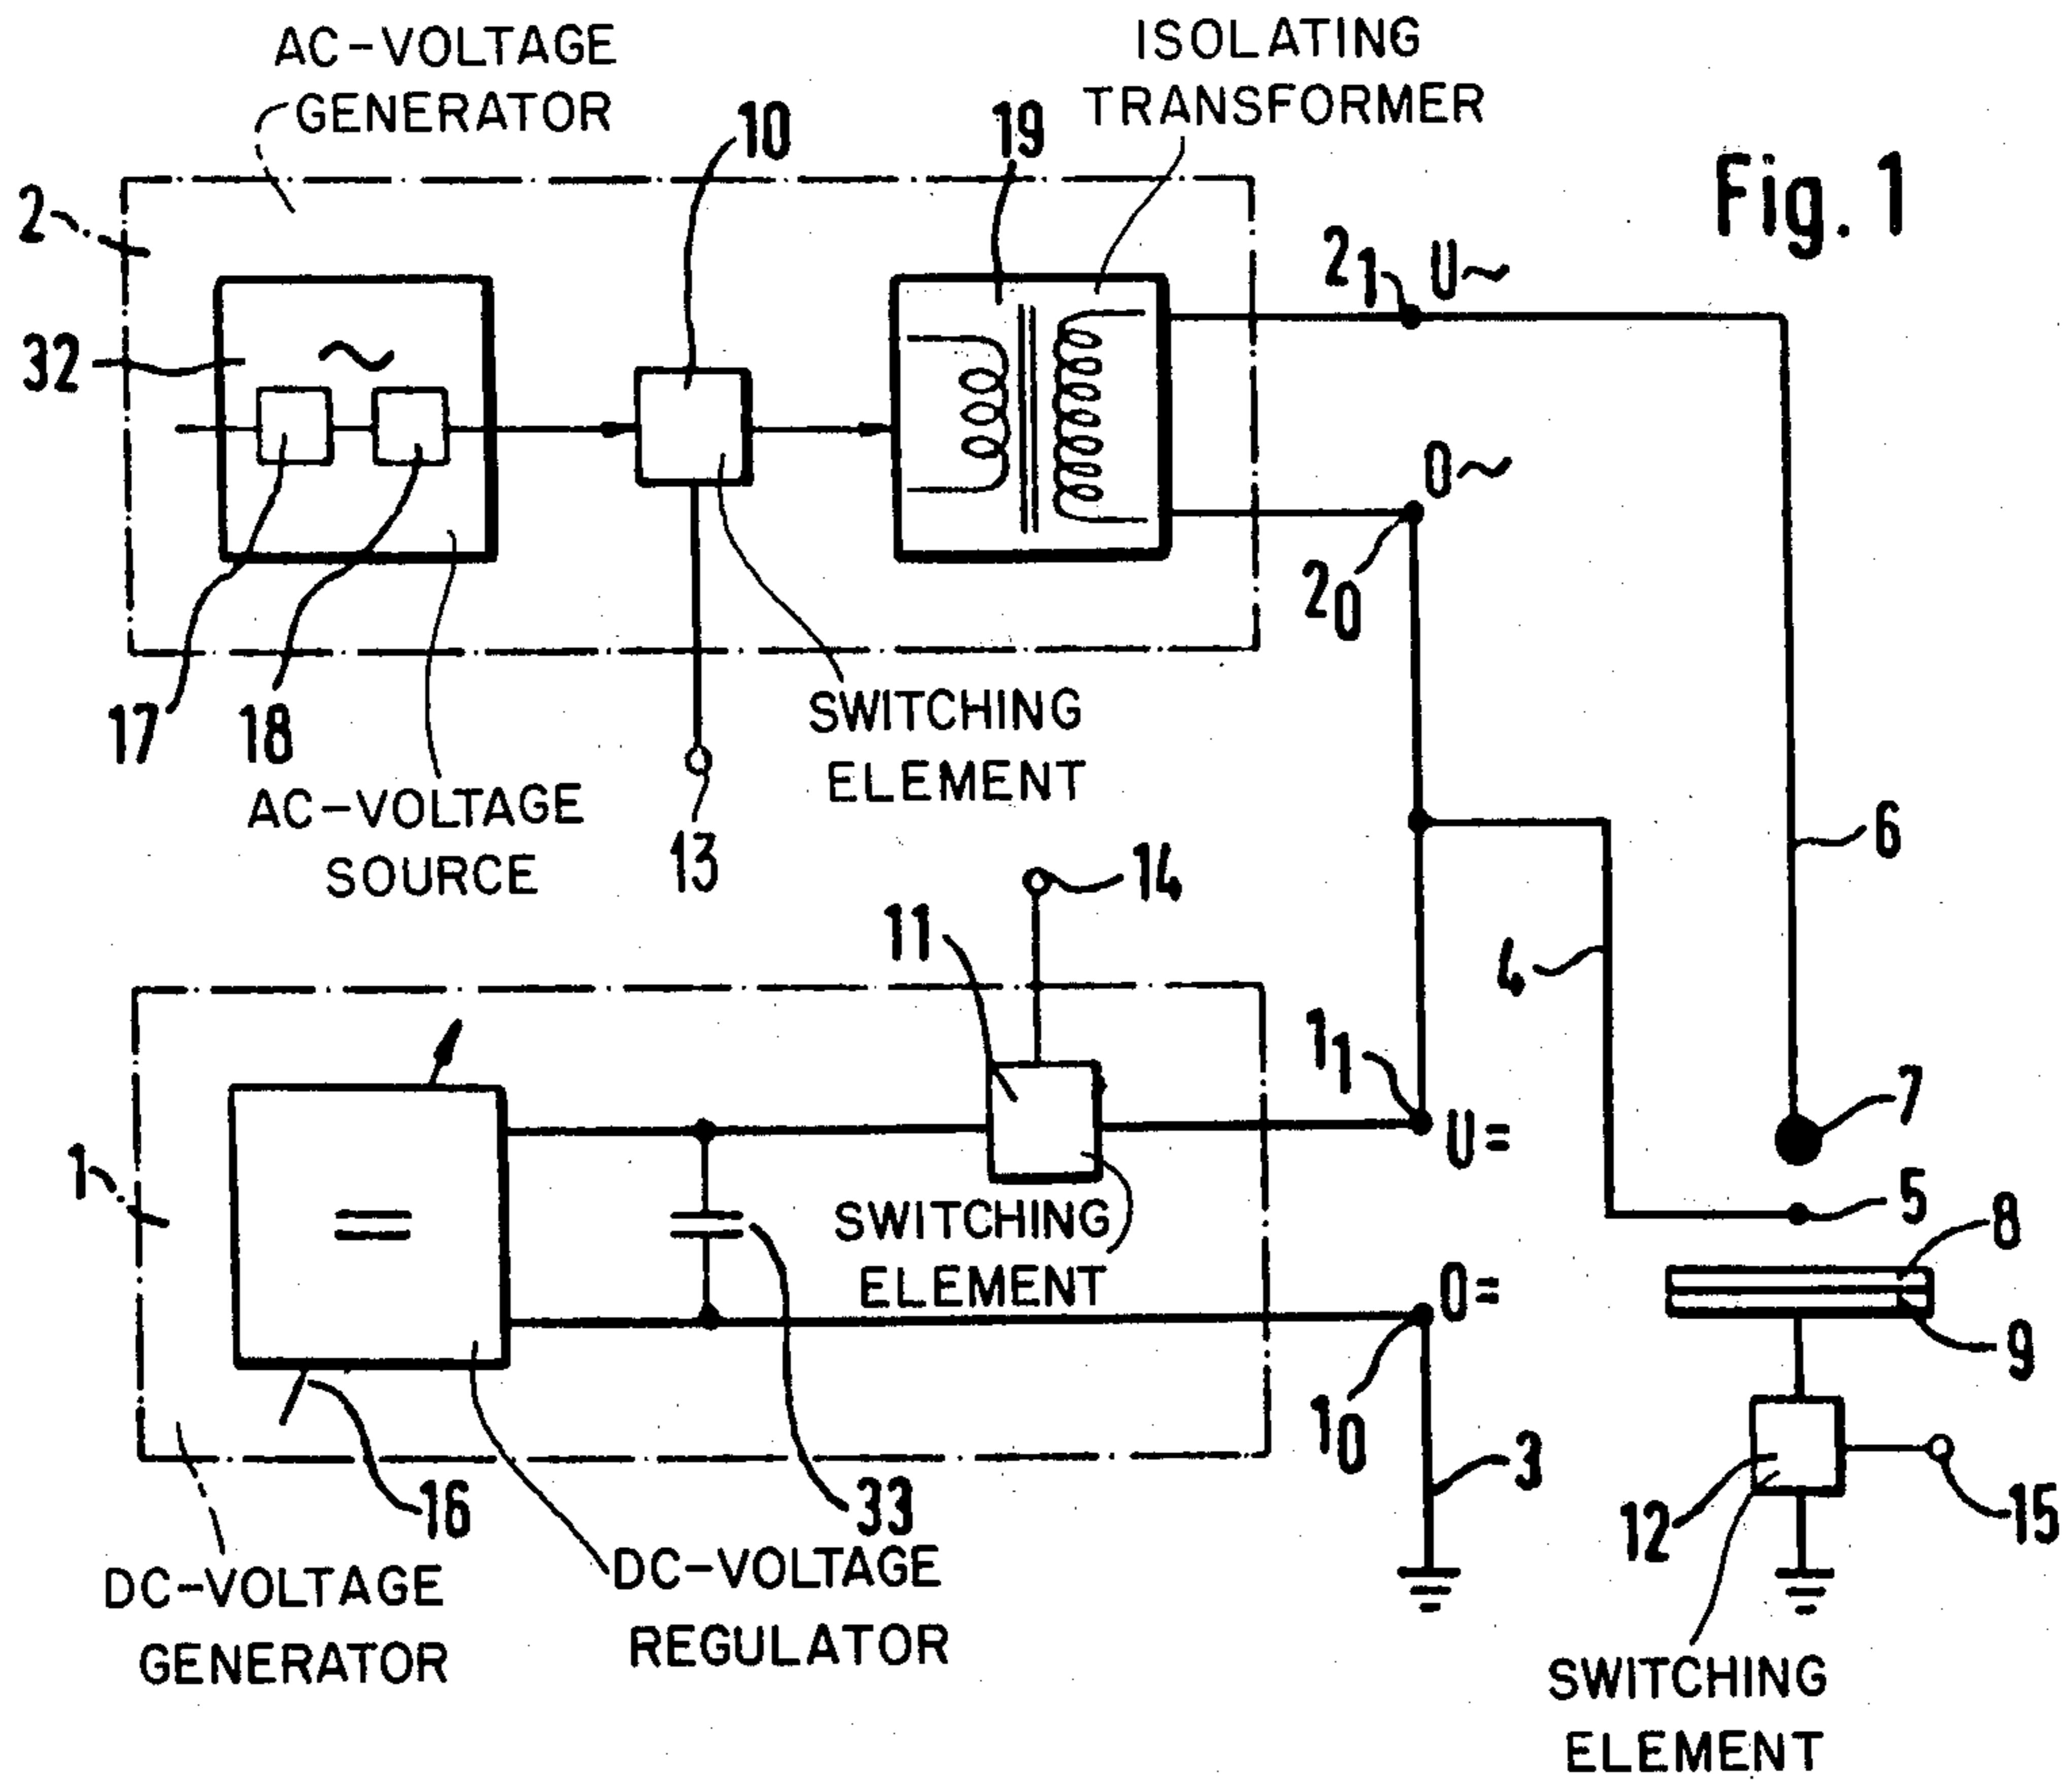 AC-VOLTAGE
GENERATOR
ISOLATING
TRANSFORMER
10
19
Fig. 1
2
21 U~
32
~
0~
20
17
18
SWITCHING
ELEMENT
AC-VOLTAGE
SOURCE
13
6
14
11
4
11
U=
7
1
=
5
SWITCHING
ELEMENT
8
0=
9
10
16
33
3
12
15
DC-VOLTAGE
GENERATOR
DC-VOLTAGE
REGULATOR
SWITCHING
ELEMENT